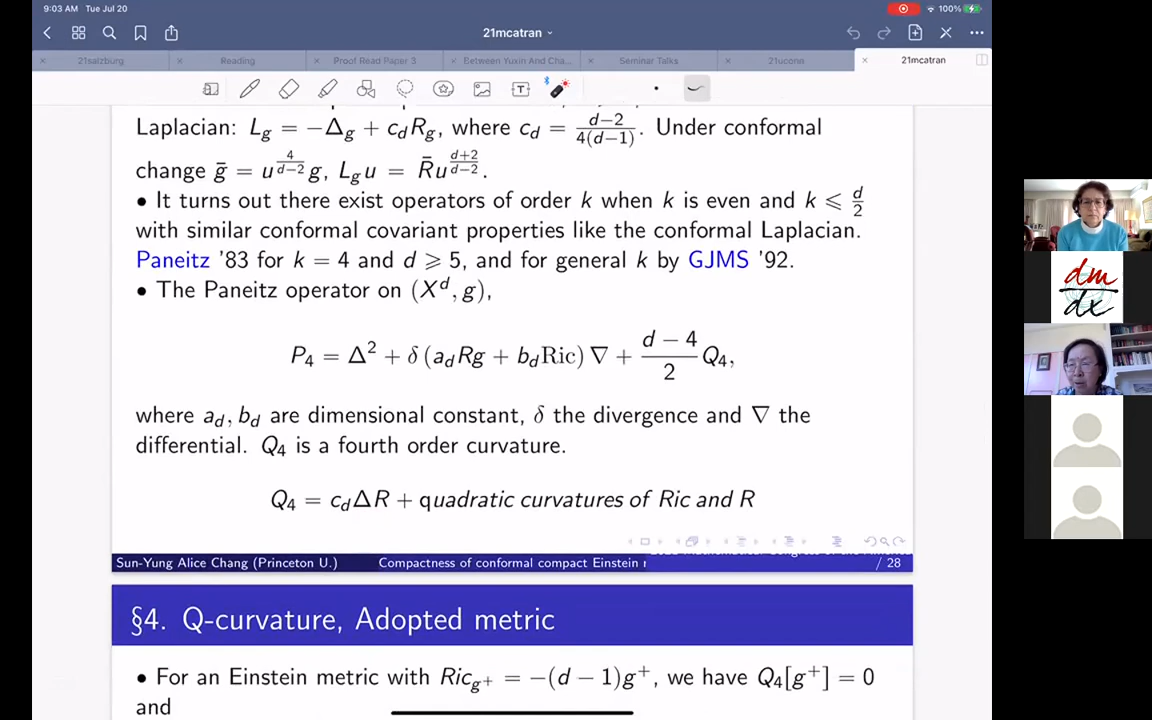 9:03 AM Tue Jul 20
100%
21mcatran
21salzburg
Reading
Proof Read Paper 3
Between Yuxin And Cha...
Seminar Talks
21uconn
21mcatran
Laplacian: L_g = −Δ_g + c_d R_g, where c_d = (d−2)/(4(d−1)). Under conformal
change ḡ = u^{4/(d−2)} g, L_g u = R̄u^{(d+2)/(d−2)}.
• It turns out there exist operators of order k when k is even and k ⩽ d/2
with similar conformal covariant properties like the conformal Laplacian.
Paneitz '83 for k = 4 and d ⩾ 5, and for general k by GJMS '92.
• The Paneitz operator on (X^d, g),
P_4 = Δ² + δ (a_d Rg + b_d Ric) ∇ + (d − 4)/2 Q_4,
where a_d, b_d are dimensional constant, δ the divergence and ∇ the
differential. Q_4 is a fourth order curvature.
Q_4 = c_d ΔR + quadratic curvatures of Ric and R
Sun-Yung Alice Chang (Princeton U.) Compactness of conformal compact Einstein / 28
§4. Q-curvature, Adopted metric
• For an Einstein metric with Ric_{g⁺} = −(d − 1)g⁺, we have Q_4[g⁺] = 0
and
dm
dx